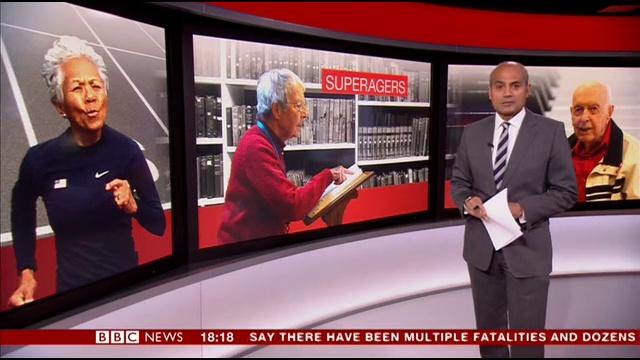 SUPERAGERS
BBC NEWS 18:18 SAY THERE HAVE BEEN MULTIPLE FATALITIES AND DOZENS